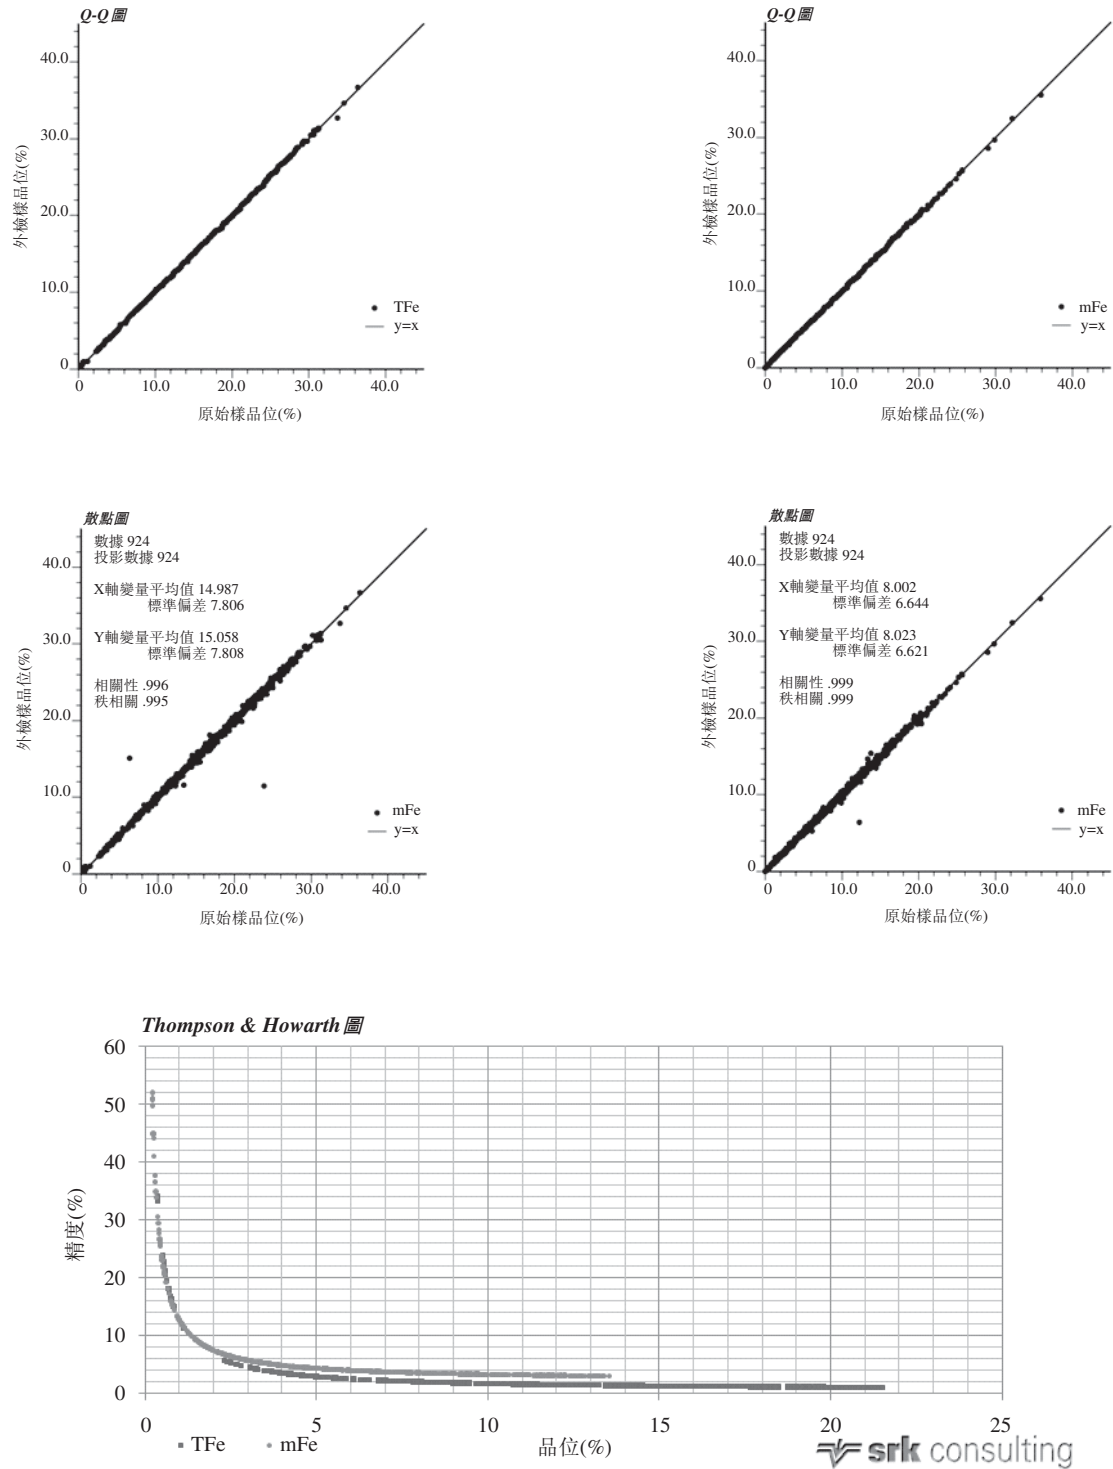 Q-Q圖
40.0
30.0
20.0
10.0
0
外檢樣品位(%)
TFe
y=x
0 10.0 20.0 30.0 40.0
原始樣品位(%)
Q-Q圖
40.0
30.0
20.0
10.0
0
外檢樣品位(%)
mFe
y=x
0 10.0 20.0 30.0 40.0
原始樣品位(%)
散點圖
數據 924
投影數據 924
X軸變量平均值 14.987
標準偏差 7.806
Y軸變量平均值 15.058
標準偏差 7.808
相關性 .996
秩相關 .995
40.0
30.0
20.0
10.0
0
外檢樣品位(%)
mFe
y=x
0 10.0 20.0 30.0 40.0
原始樣品位(%)
散點圖
數據 924
投影數據 924
X軸變量平均值 8.002
標準偏差 6.644
Y軸變量平均值 8.023
標準偏差 6.621
相關性 .999
秩相關 .999
40.0
30.0
20.0
10.0
0
外檢樣品位(%)
mFe
y=x
0 10.0 20.0 30.0 40.0
原始樣品位(%)
Thompson & Howarth圖
60
50
40
30
20
10
0
精度(%)
0 5 10 15 20 25
TFe mFe
品位(%)
srk consulting